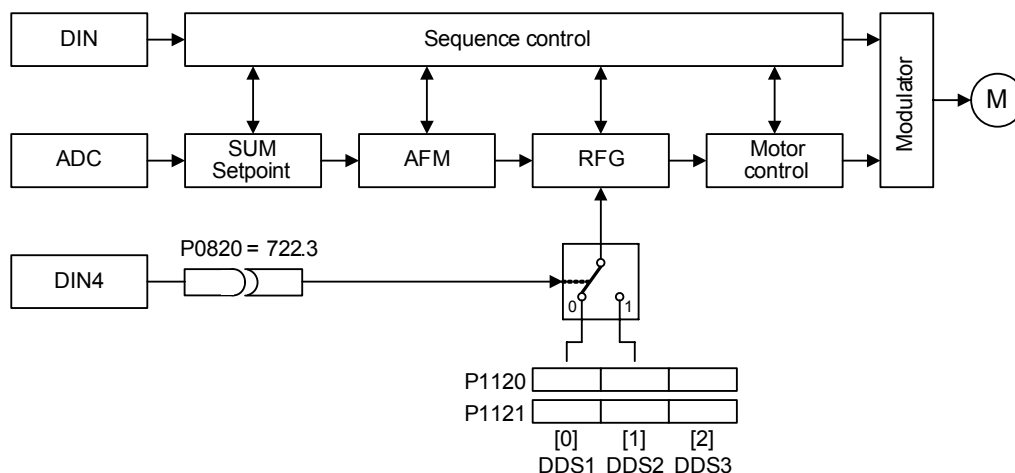 DIN
Sequence control
Modulator
M
ADC
SUM
Setpoint
AFM
RFG
Motor
control
P0820 = 722.3
DIN4
0
1
P1120
P1121
[0] [1] [2]
DDS1 DDS2 DDS3